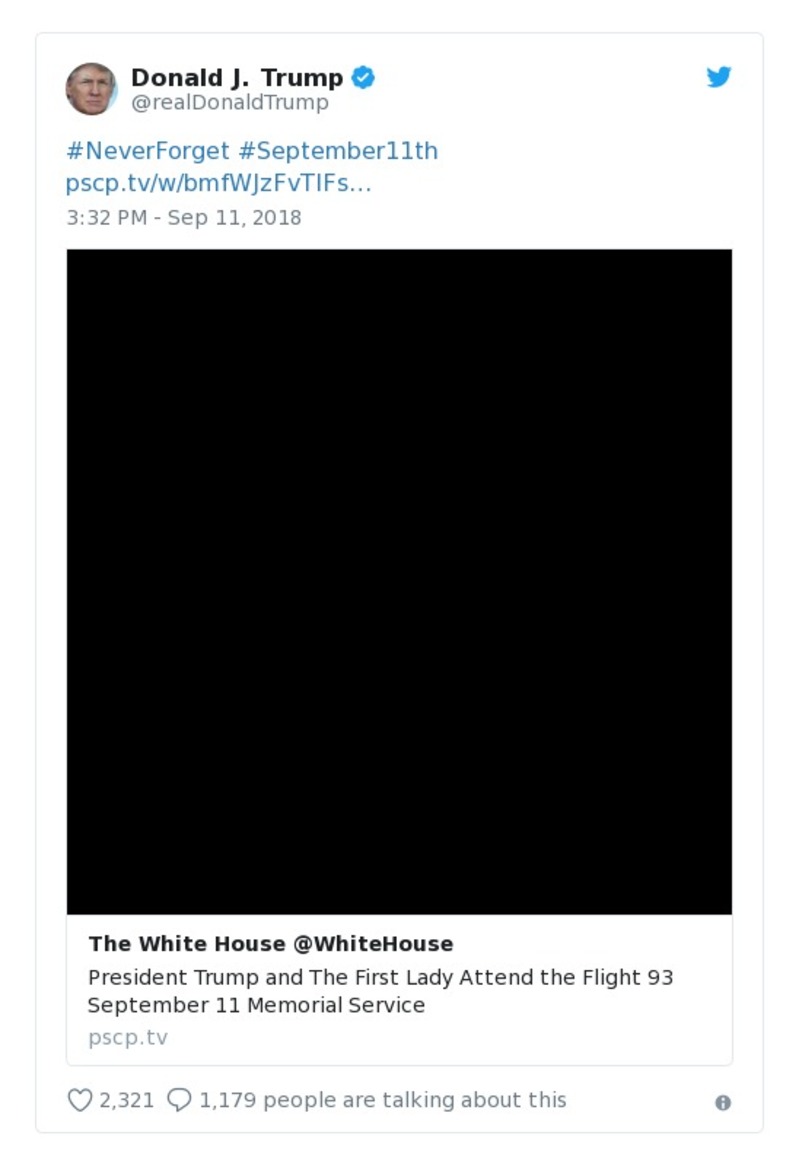 Donald J. Trump
@realDonaldTrump
#NeverForget #September11th
pscp.tv/w/bmfWJzFvTlFs…
3:32 PM - Sep 11, 2018
The White House @WhiteHouse
President Trump and The First Lady Attend the Flight 93
September 11 Memorial Service
pscp.tv
2,321 1,179 people are talking about this